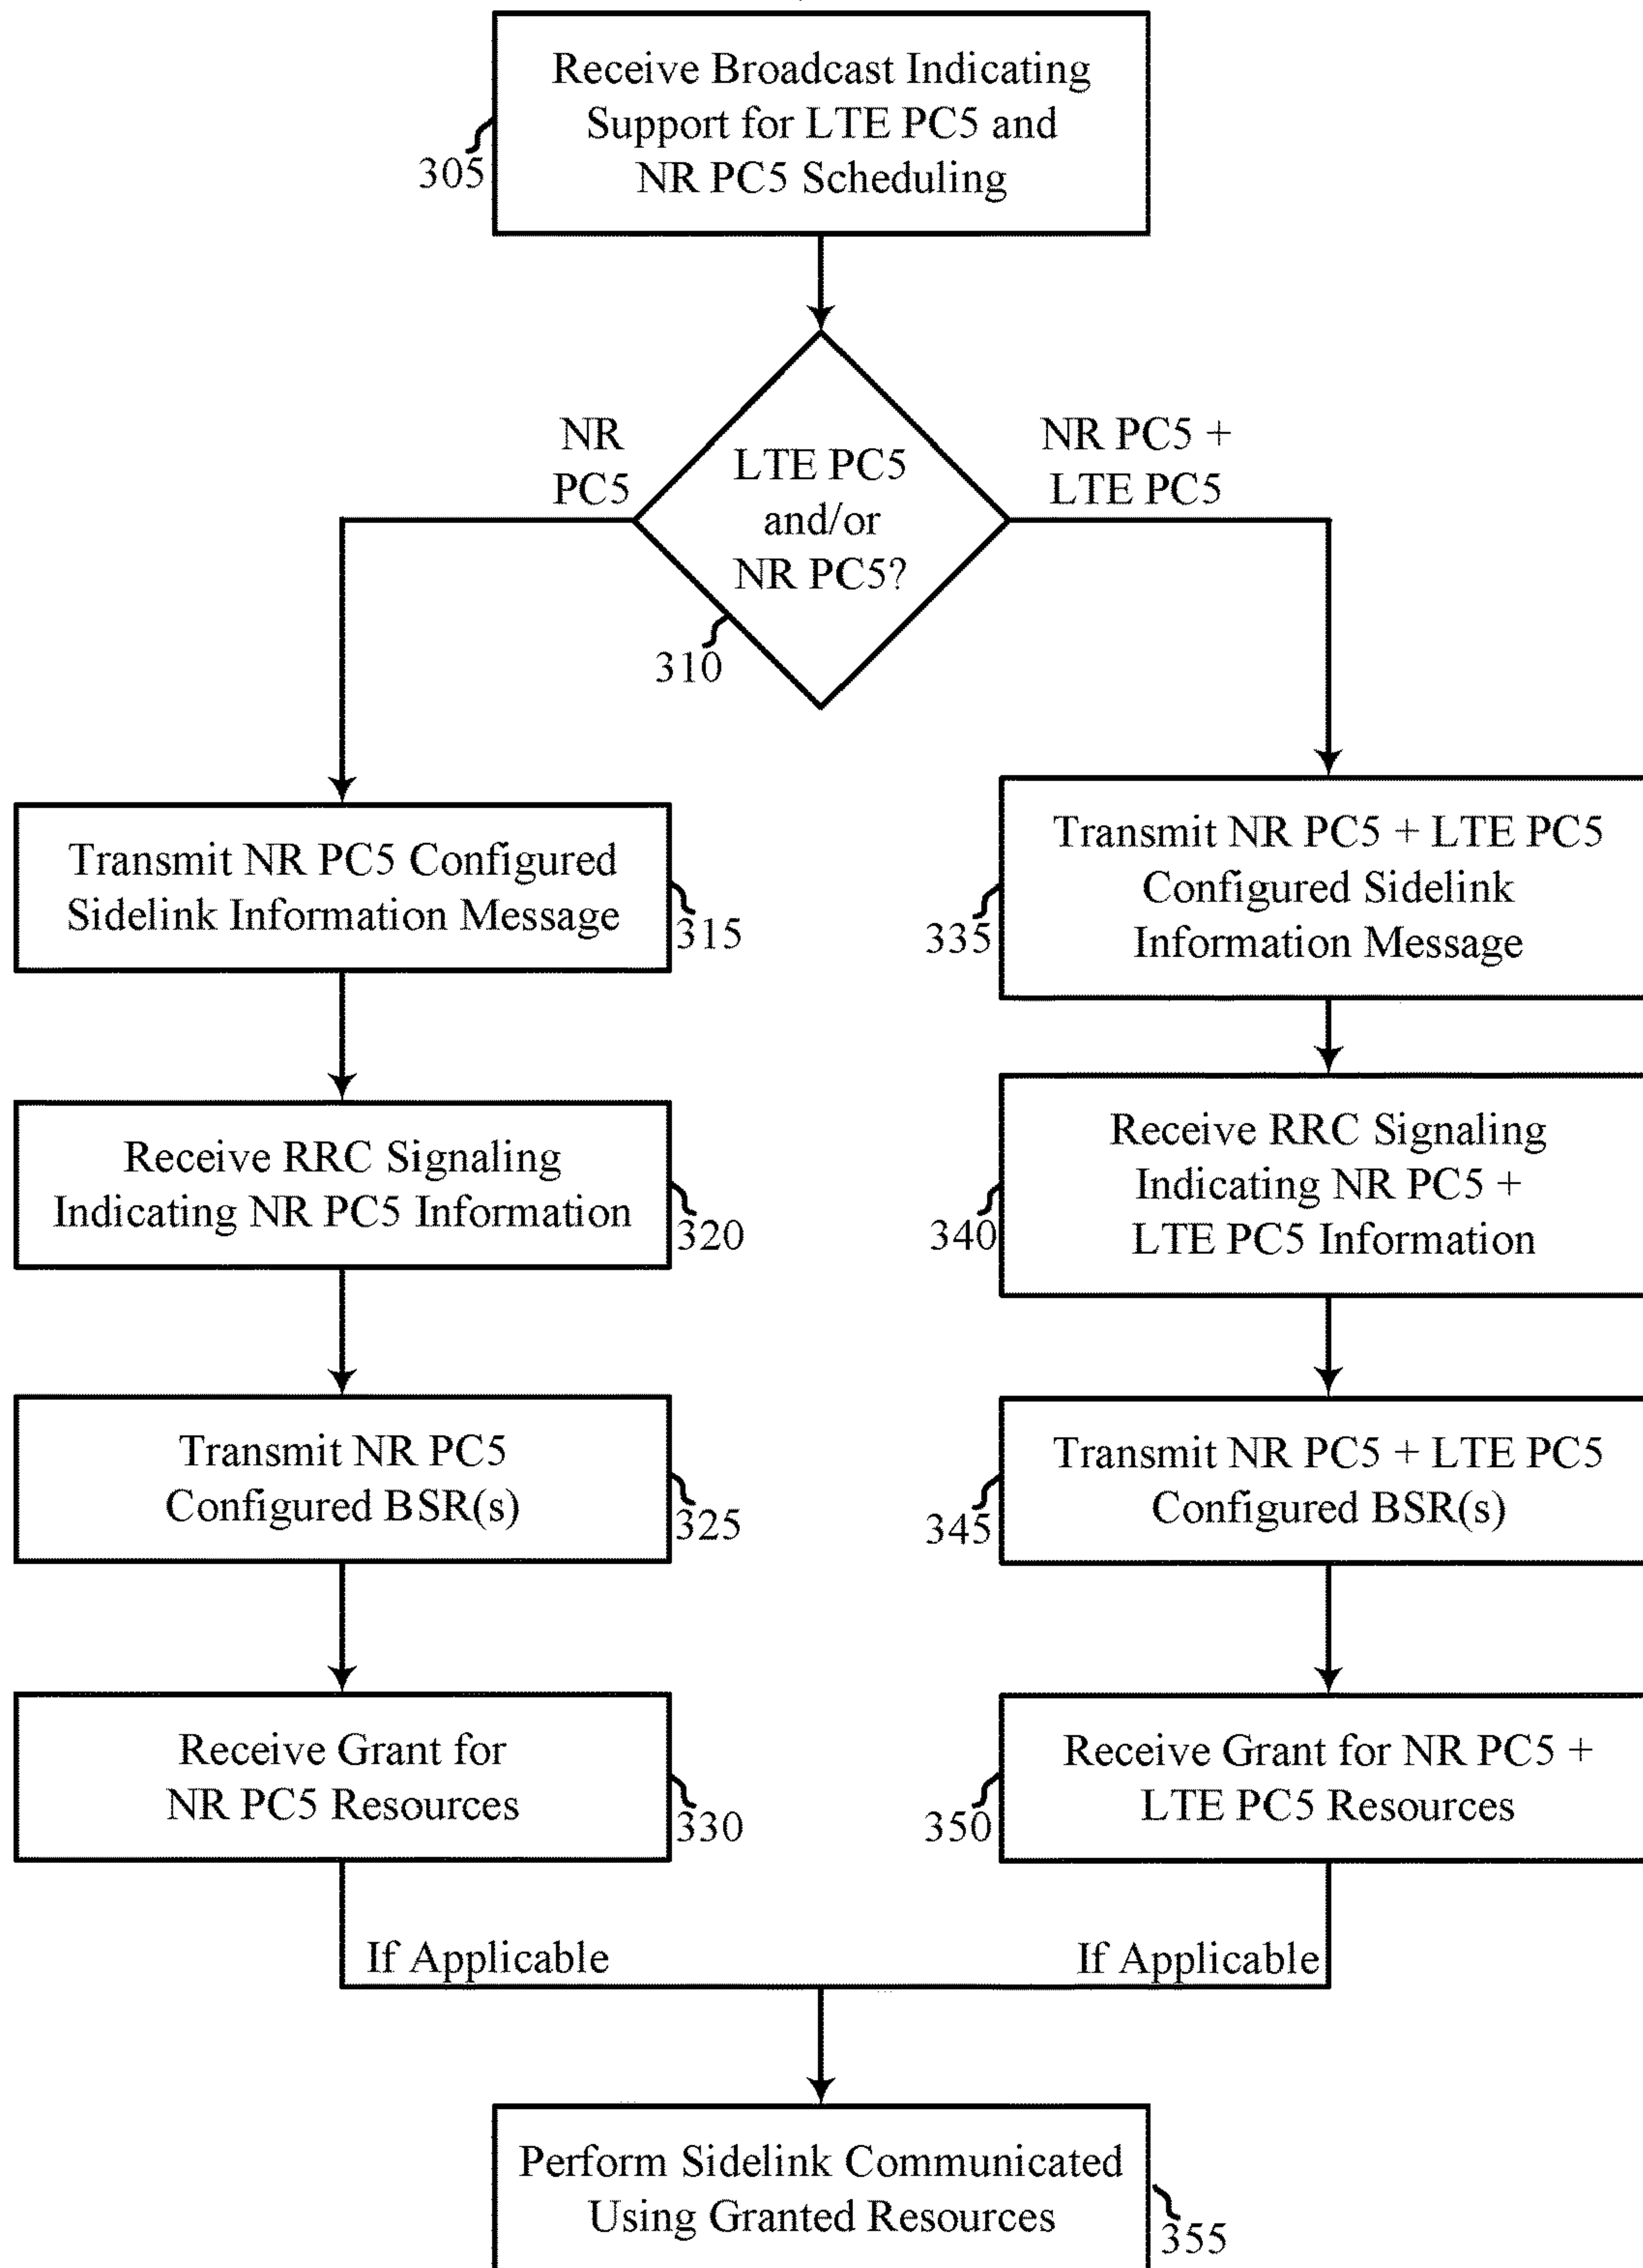 Receive Broadcast Indicating
Support for LTE PC5 and
NR PC5 Scheduling
305
NR
PC5
LTE PC5
and/or
NR PC5?
NR PC5 +
LTE PC5
310
Transmit NR PC5 Configured
Sidelink Information Message
315
Receive RRC Signaling
Indicating NR PC5 Information
320
Transmit NR PC5
Configured BSR(s)
325
Receive Grant for
NR PC5 Resources
330
If Applicable
Transmit NR PC5 + LTE PC5
Configured Sidelink
Information Message
335
Receive RRC Signaling
Indicating NR PC5 +
LTE PC5 Information
340
Transmit NR PC5 + LTE PC5
Configured BSR(s)
345
Receive Grant for NR PC5 +
LTE PC5 Resources
350
If Applicable
Perform Sidelink Communicated
Using Granted Resources
355